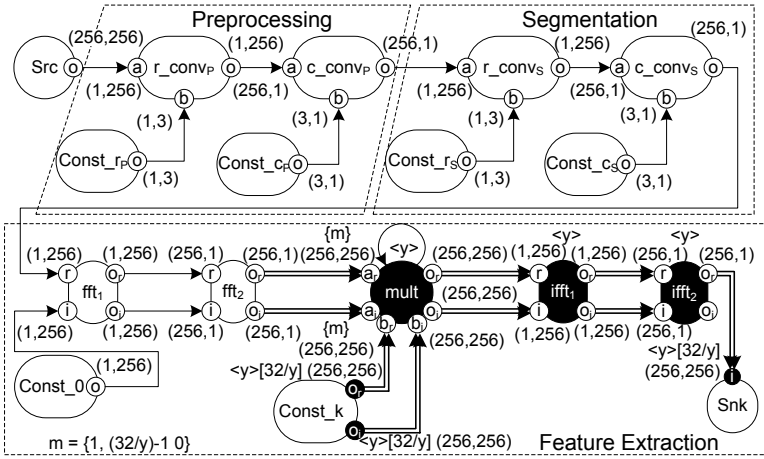 Preprocessing
Segmentation
(256,256)
(1,256)
(256,1)
(1,256)
(256,1)
Src
o
a
r_convP
o
a
c_convP
o
a
r_convS
o
a
c_convS
o
(1,256)
b
(256,1)
b
(1,256)
b
(256,1)
b
(1,3)
(3,1)
(1,3)
(3,1)
Const_rP
o
Const_cP
o
Const_rS
o
Const_cS
o
(1,3)
(3,1)
(1,3)
(3,1)
{m}
<y>
<y>
<y>
(1,256)
(1,256)
(256,1)
(256,1)
(256,256)
(256,256)
(1,256)
(1,256)
(256,1)
(256,1)
r
or
r
or
ar
or
r
or
r
or
fft1
fft2
mult
(256,256)
ifft1
ifft2
i
oi
i
oi
ai
oi
i
oi
i
oi
br
bi
(1,256)
(1,256)
(256,1)
(256,1)
{m}
(256,256)
(256,256)
(1,256)
(1,256)
(256,1)
<y>[32/y]
(256,256)
(1,256)
<y>[32/y] (256,256)
Const_0
o
Const_k
or
oi
<y>[32/y] (256,256)
i
Snk
m = {1, (32/y)-1 0}
Feature Extraction